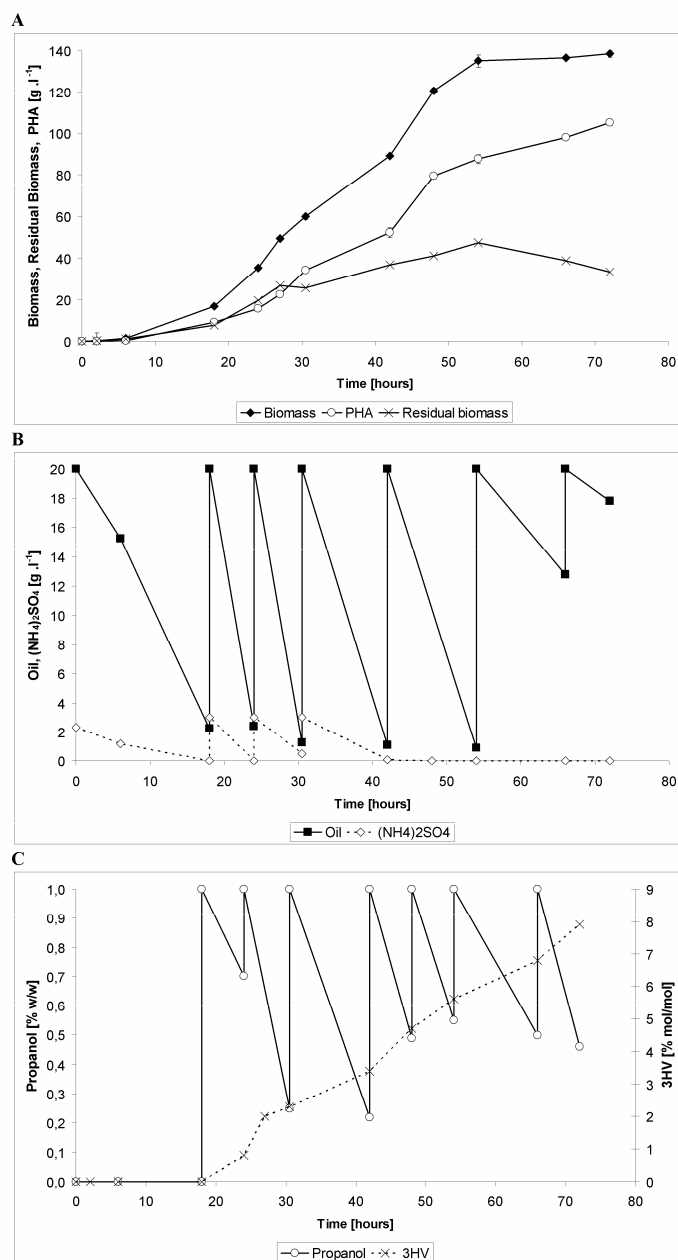 A
Biomass, Residual Biomass, PHA [g .l-1]
140
120
100
80
60
40
20
0
0 10 20 30 40 50 60 70 80
Time [hours]
Biomass PHA Residual biomass
B
Oil, (NH4)2SO4 [g .l-1]
20
18
16
14
12
10
8
6
4
2
0
0 10 20 30 40 50 60 70 80
Time [hours]
Oil (NH4)2SO4
C
Propanol [% w/w]
1,0
0,9
0,8
0,7
0,6
0,5
0,4
0,3
0,2
0,1
0,0
9
8
7
6
5
4
3
2
1
0
3HV [% mol/mol]
0 10 20 30 40 50 60 70 80
Time [hours]
Propanol 3HV